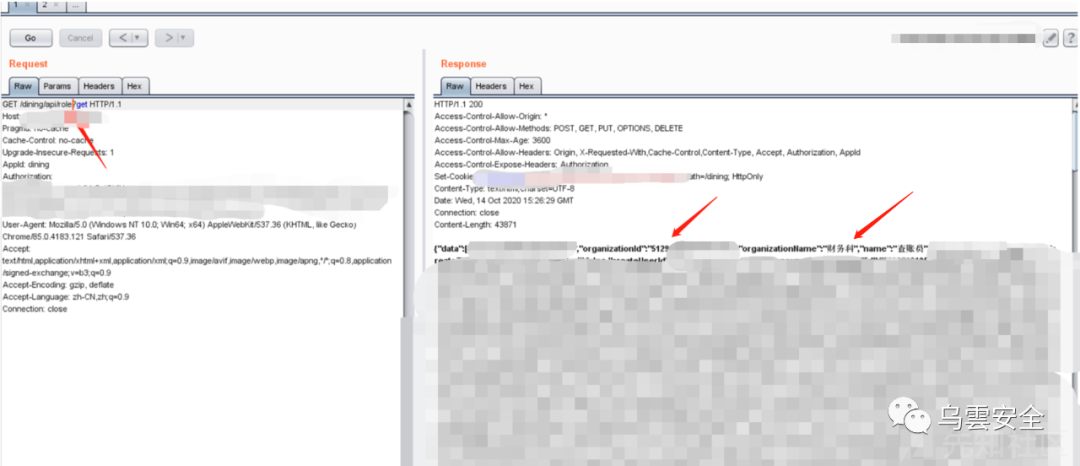 1 2 ...
Go Cancel < >
?
Request
Raw Params Headers Hex
GET /dining/api/role?get HTTP/1.1
Host:
Pragma: no-cache
Cache-Control: no-cache
Upgrade-Insecure-Requests: 1
AppId: dining
Authorization:
User-Agent: Mozilla/5.0 (Windows NT 10.0; Win64; x64) AppleWebKit/537.36 (KHTML, like Gecko)
Chrome/85.0.4183.121 Safari/537.36
Accept:
text/html,application/xhtml+xml,application/xml;q=0.9,image/avif,image/webp,image/apng,*/*;q=0.8,application
/signed-exchange;v=b3;q=0.9
Accept-Encoding: gzip, deflate
Accept-Language: zh-CN,zh;q=0.9
Connection: close
Response
Raw Headers Hex
HTTP/1.1 200
Access-Control-Allow-Origin: *
Access-Control-Allow-Methods: POST, GET, PUT, OPTIONS, DELETE
Access-Control-Max-Age: 3600
Access-Control-Allow-Headers: Origin, X-Requested-With,Cache-Control,Content-Type, Accept, Authorization, AppId
Access-Control-Expose-Headers: Authorization
Set-Cookie ath=/dining; HttpOnly
Content-Type: text/html;charset=UTF-8
Date: Wed, 14 Oct 2020 15:26:29 GMT
Connection: close
Content-Length: 43871
{"data":[ ,"organizationId":"5129 "organizationName":"财务科","name":"查账员"
乌雲安全
先知社区